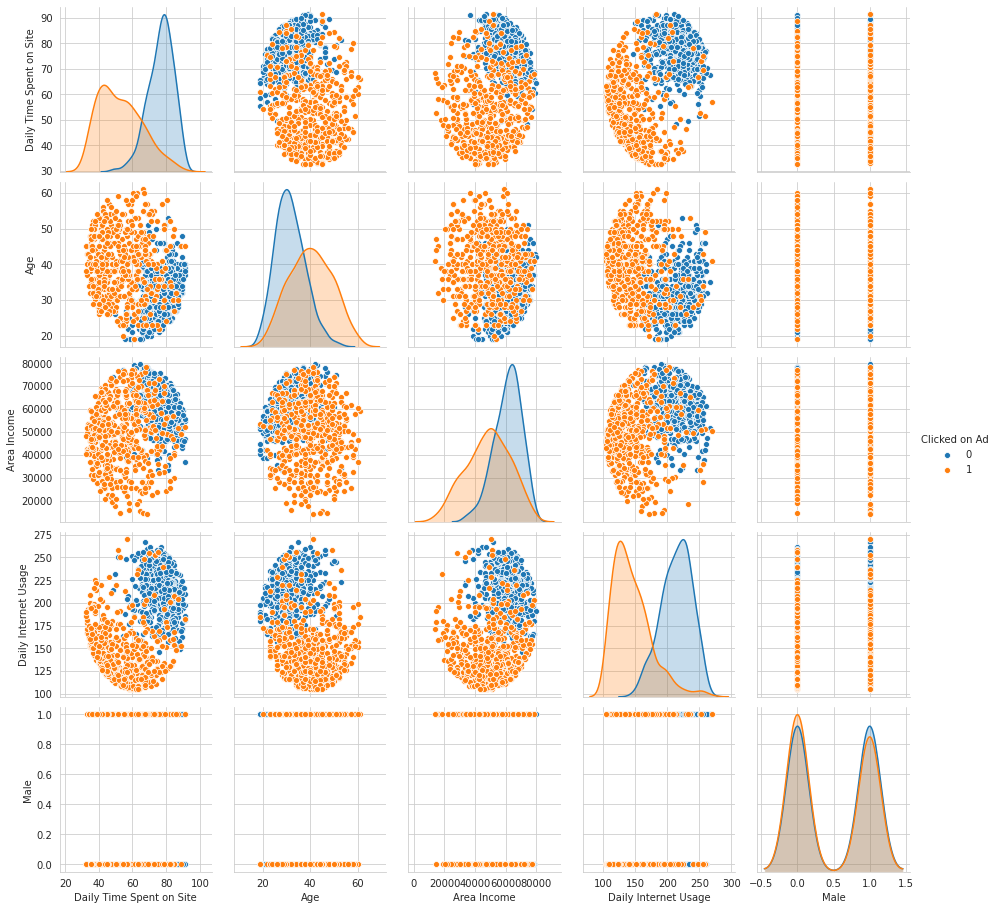 Daily Time Spent on Site
90
80
70
60
50
40
30
Age
60
50
40
30
20
Area Income
80000
70000
60000
50000
40000
30000
20000
Clicked on Ad
0
1
Daily Internet Usage
275
250
225
200
175
150
125
100
Male
1.0
0.8
0.6
0.4
0.2
0.0
20 40 60 80 100
Daily Time Spent on Site
20 40 60
Age
0 20000 40000 60000 80000
Area Income
100 150 200 250 300
Daily Internet Usage
−0.5 0.0 0.5 1.0 1.5
Male